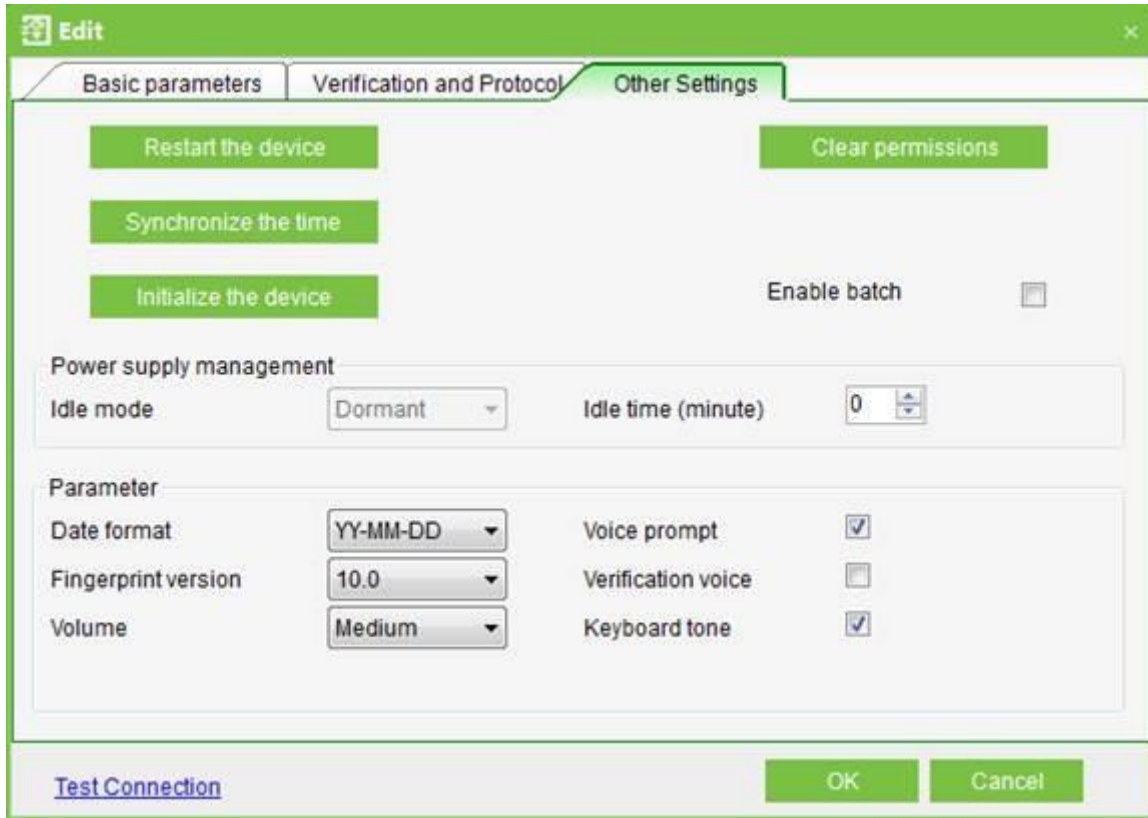 Edit
Basic parameters
Verification and Protocol
Other Settings
Restart the device
Clear permissions
Synchronize the time
Initialize the device
Enable batch
Power supply management
Idle mode
Dormant
Idle time (minute)
0
Parameter
Date format
YY-MM-DD
Voice prompt
Fingerprint version
10.0
Verification voice
Volume
Medium
Keyboard tone
Test Connection
OK
Cancel